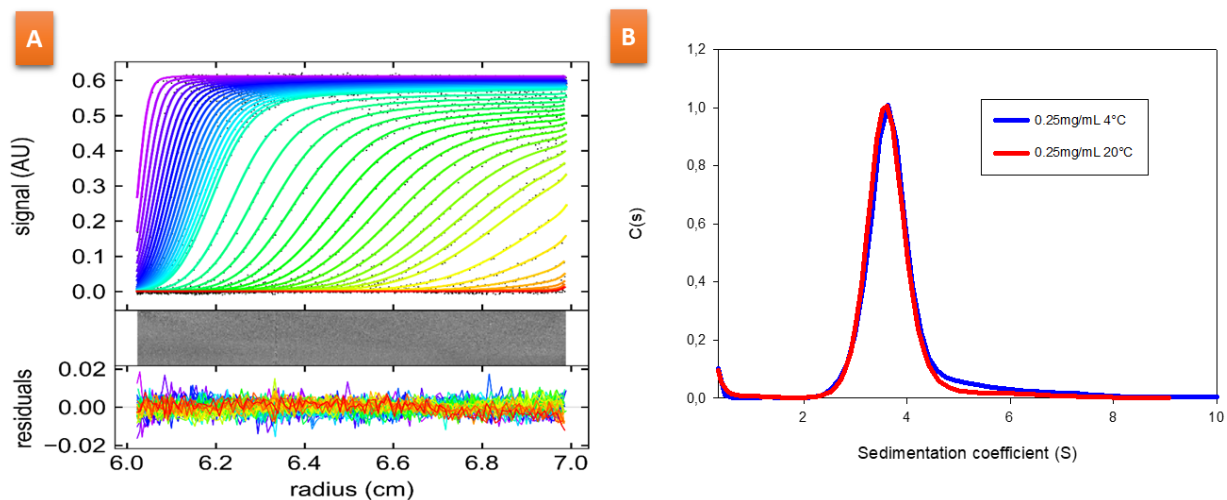 A
0.6
0.5
0.4
0.3
0.2
0.1
0.0
signal (AU)
0.02
0.00
−0.02
residuals
6.0 6.2 6.4 6.6 6.8 7.0
radius (cm)
B
1,2
1,0
0,8
0,6
0,4
0,2
0,0
C(s)
0.25mg/mL 4°C
0.25mg/mL 20°C
2 4 6 8 10
Sedimentation coefficient (S)